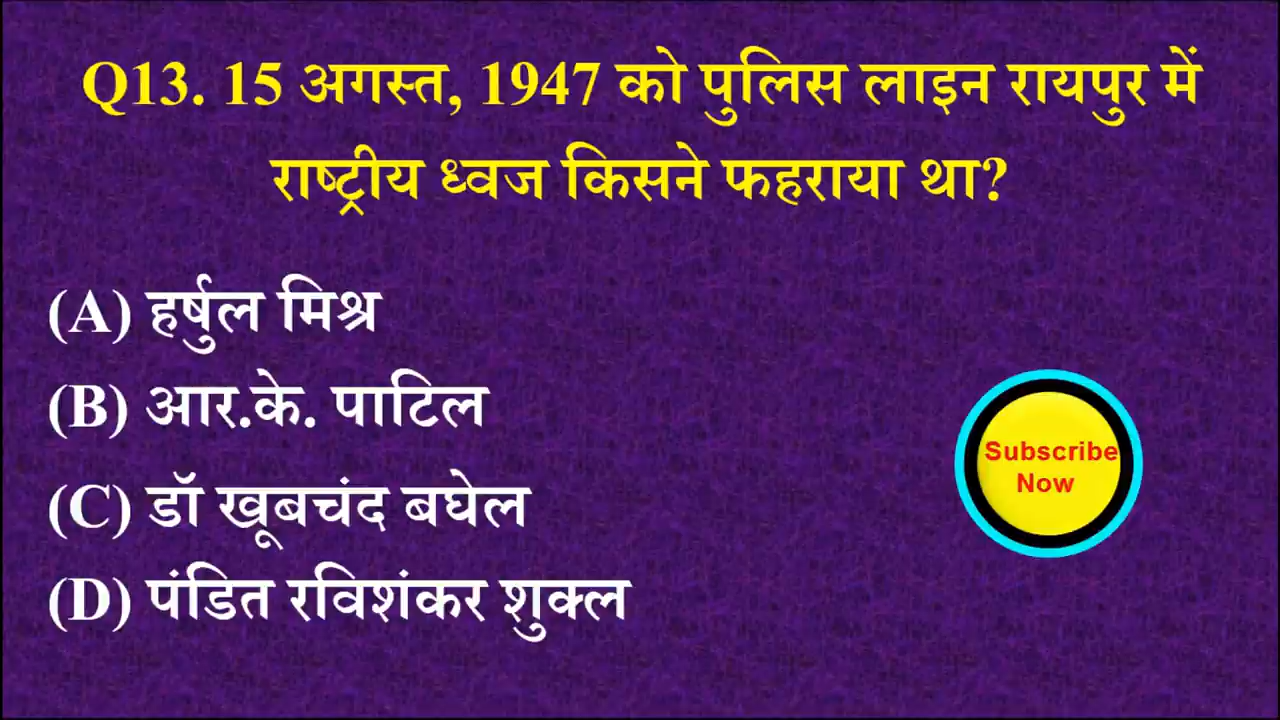 Q13. 15 अगस्त, 1947 को पुलिस लाइन रायपुर में
राष्ट्रीय ध्वज किसने फहराया था?
(A) हर्षुल मिश्र
(B) आर.के. पाटिल
(C) डॉ खूबचंद बघेल
(D) पंडित रविशंकर शुक्ल
Subscribe
Now